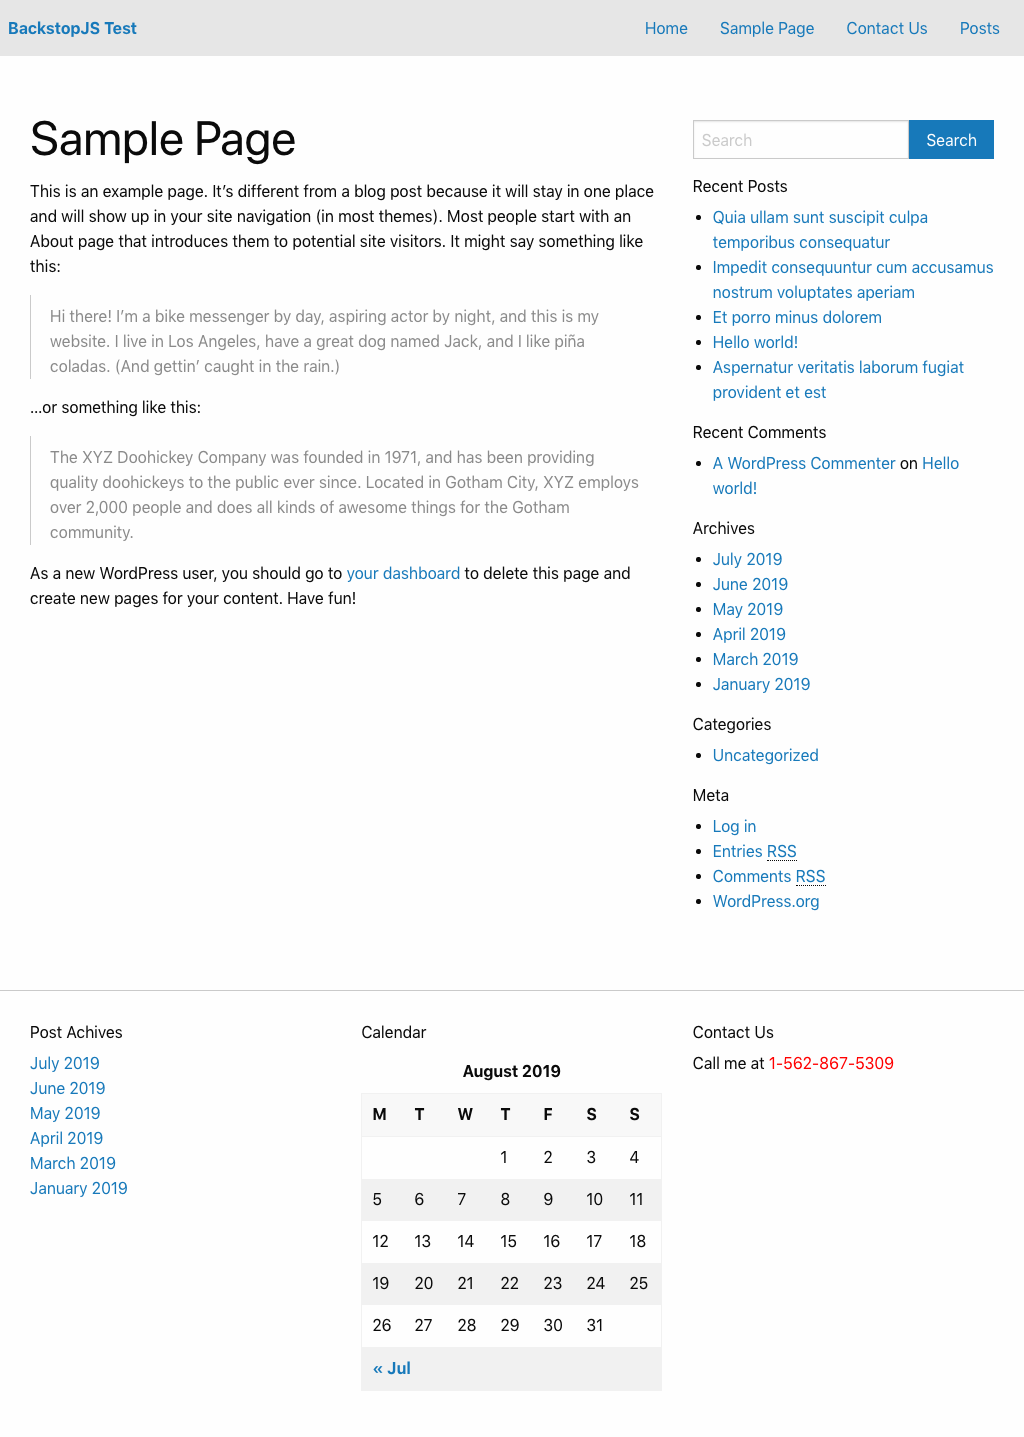 BackstopJS Test
Home Sample Page Contact Us Posts
Sample Page
This is an example page. It’s different from a blog post because it will stay in one place
and will show up in your site navigation (in most themes). Most people start with an
About page that introduces them to potential site visitors. It might say something like
this:
Hi there! I’m a bike messenger by day, aspiring actor by night, and this is my
website. I live in Los Angeles, have a great dog named Jack, and I like piña
coladas. (And gettin’ caught in the rain.)
…or something like this:
The XYZ Doohickey Company was founded in 1971, and has been providing
quality doohickeys to the public ever since. Located in Gotham City, XYZ employs
over 2,000 people and does all kinds of awesome things for the Gotham
community.
As a new WordPress user, you should go to your dashboard to delete this page and
create new pages for your content. Have fun!
Search Search
Recent Posts
Quia ullam sunt suscipit culpa
temporibus consequatur
Impedit consequuntur cum accusamus
nostrum voluptates aperiam
Et porro minus dolorem
Hello world!
Aspernatur veritatis laborum fugiat
provident et est
Recent Comments
A WordPress Commenter on Hello
world!
Archives
July 2019
June 2019
May 2019
April 2019
March 2019
January 2019
Categories
Uncategorized
Meta
Log in
Entries RSS
Comments RSS
WordPress.org
Post Achives
July 2019
June 2019
May 2019
April 2019
March 2019
January 2019
Calendar
August 2019
M T W T F S S
1 2 3 4
5 6 7 8 9 10 11
12 13 14 15 16 17 18
19 20 21 22 23 24 25
26 27 28 29 30 31
« Jul
Contact Us
Call me at 1-562-867-5309